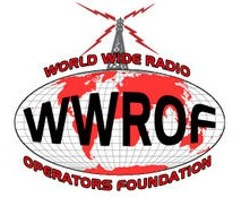 WORLD WIDE RADIO
WWROF
OPERATORS FOUNDATION